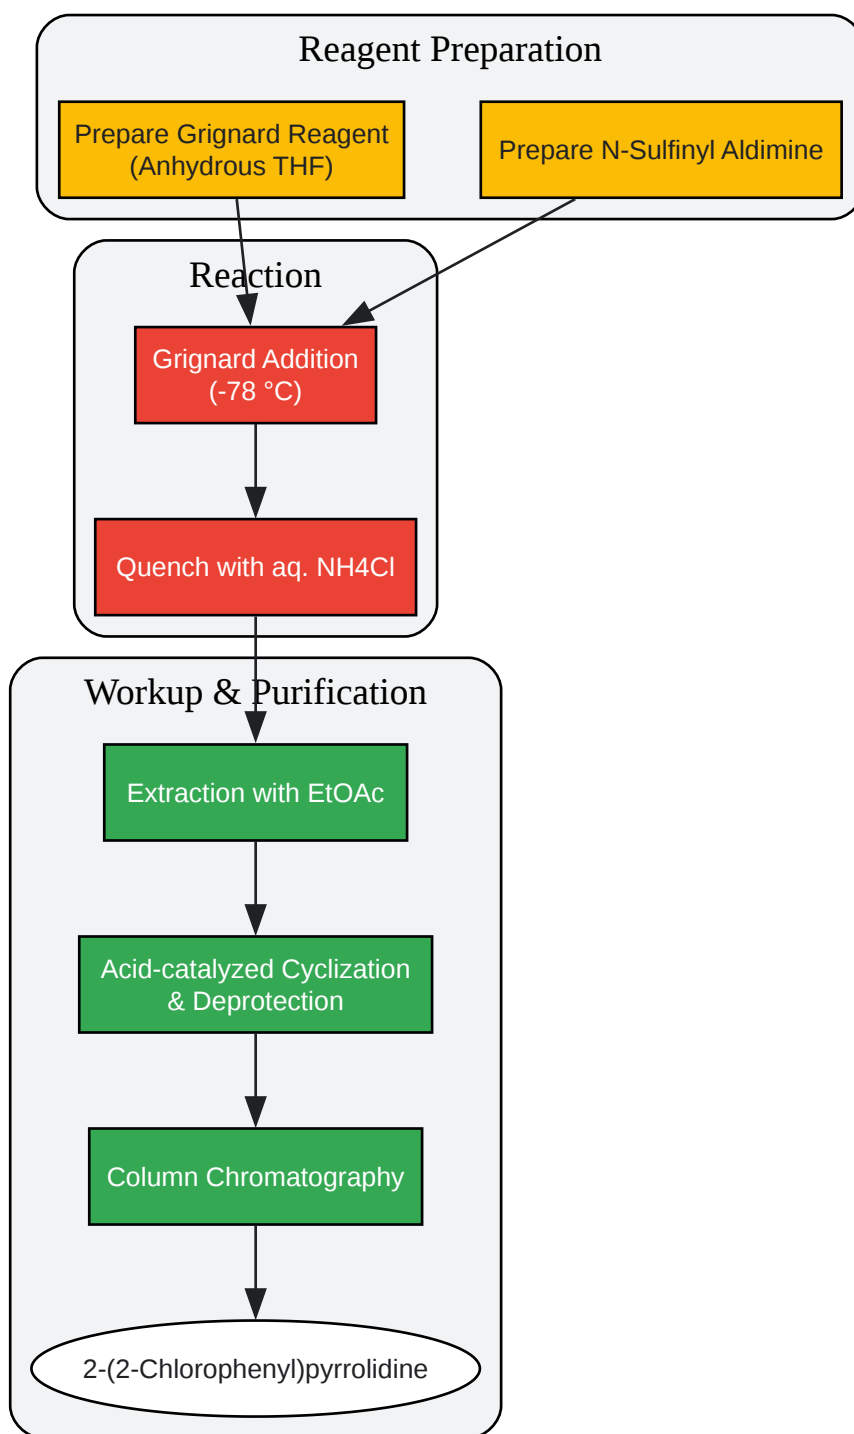 Reagent Preparation
Prepare Grignard Reagent
(Anhydrous THF)
Prepare N-Sulfinyl Aldimine
Reaction
Grignard Addition
(-78 °C)
Quench with aq. NH4Cl
Workup & Purification
Extraction with EtOAc
Acid-catalyzed Cyclization
& Deprotection
Column Chromatography
2-(2-Chlorophenyl)pyrrolidine